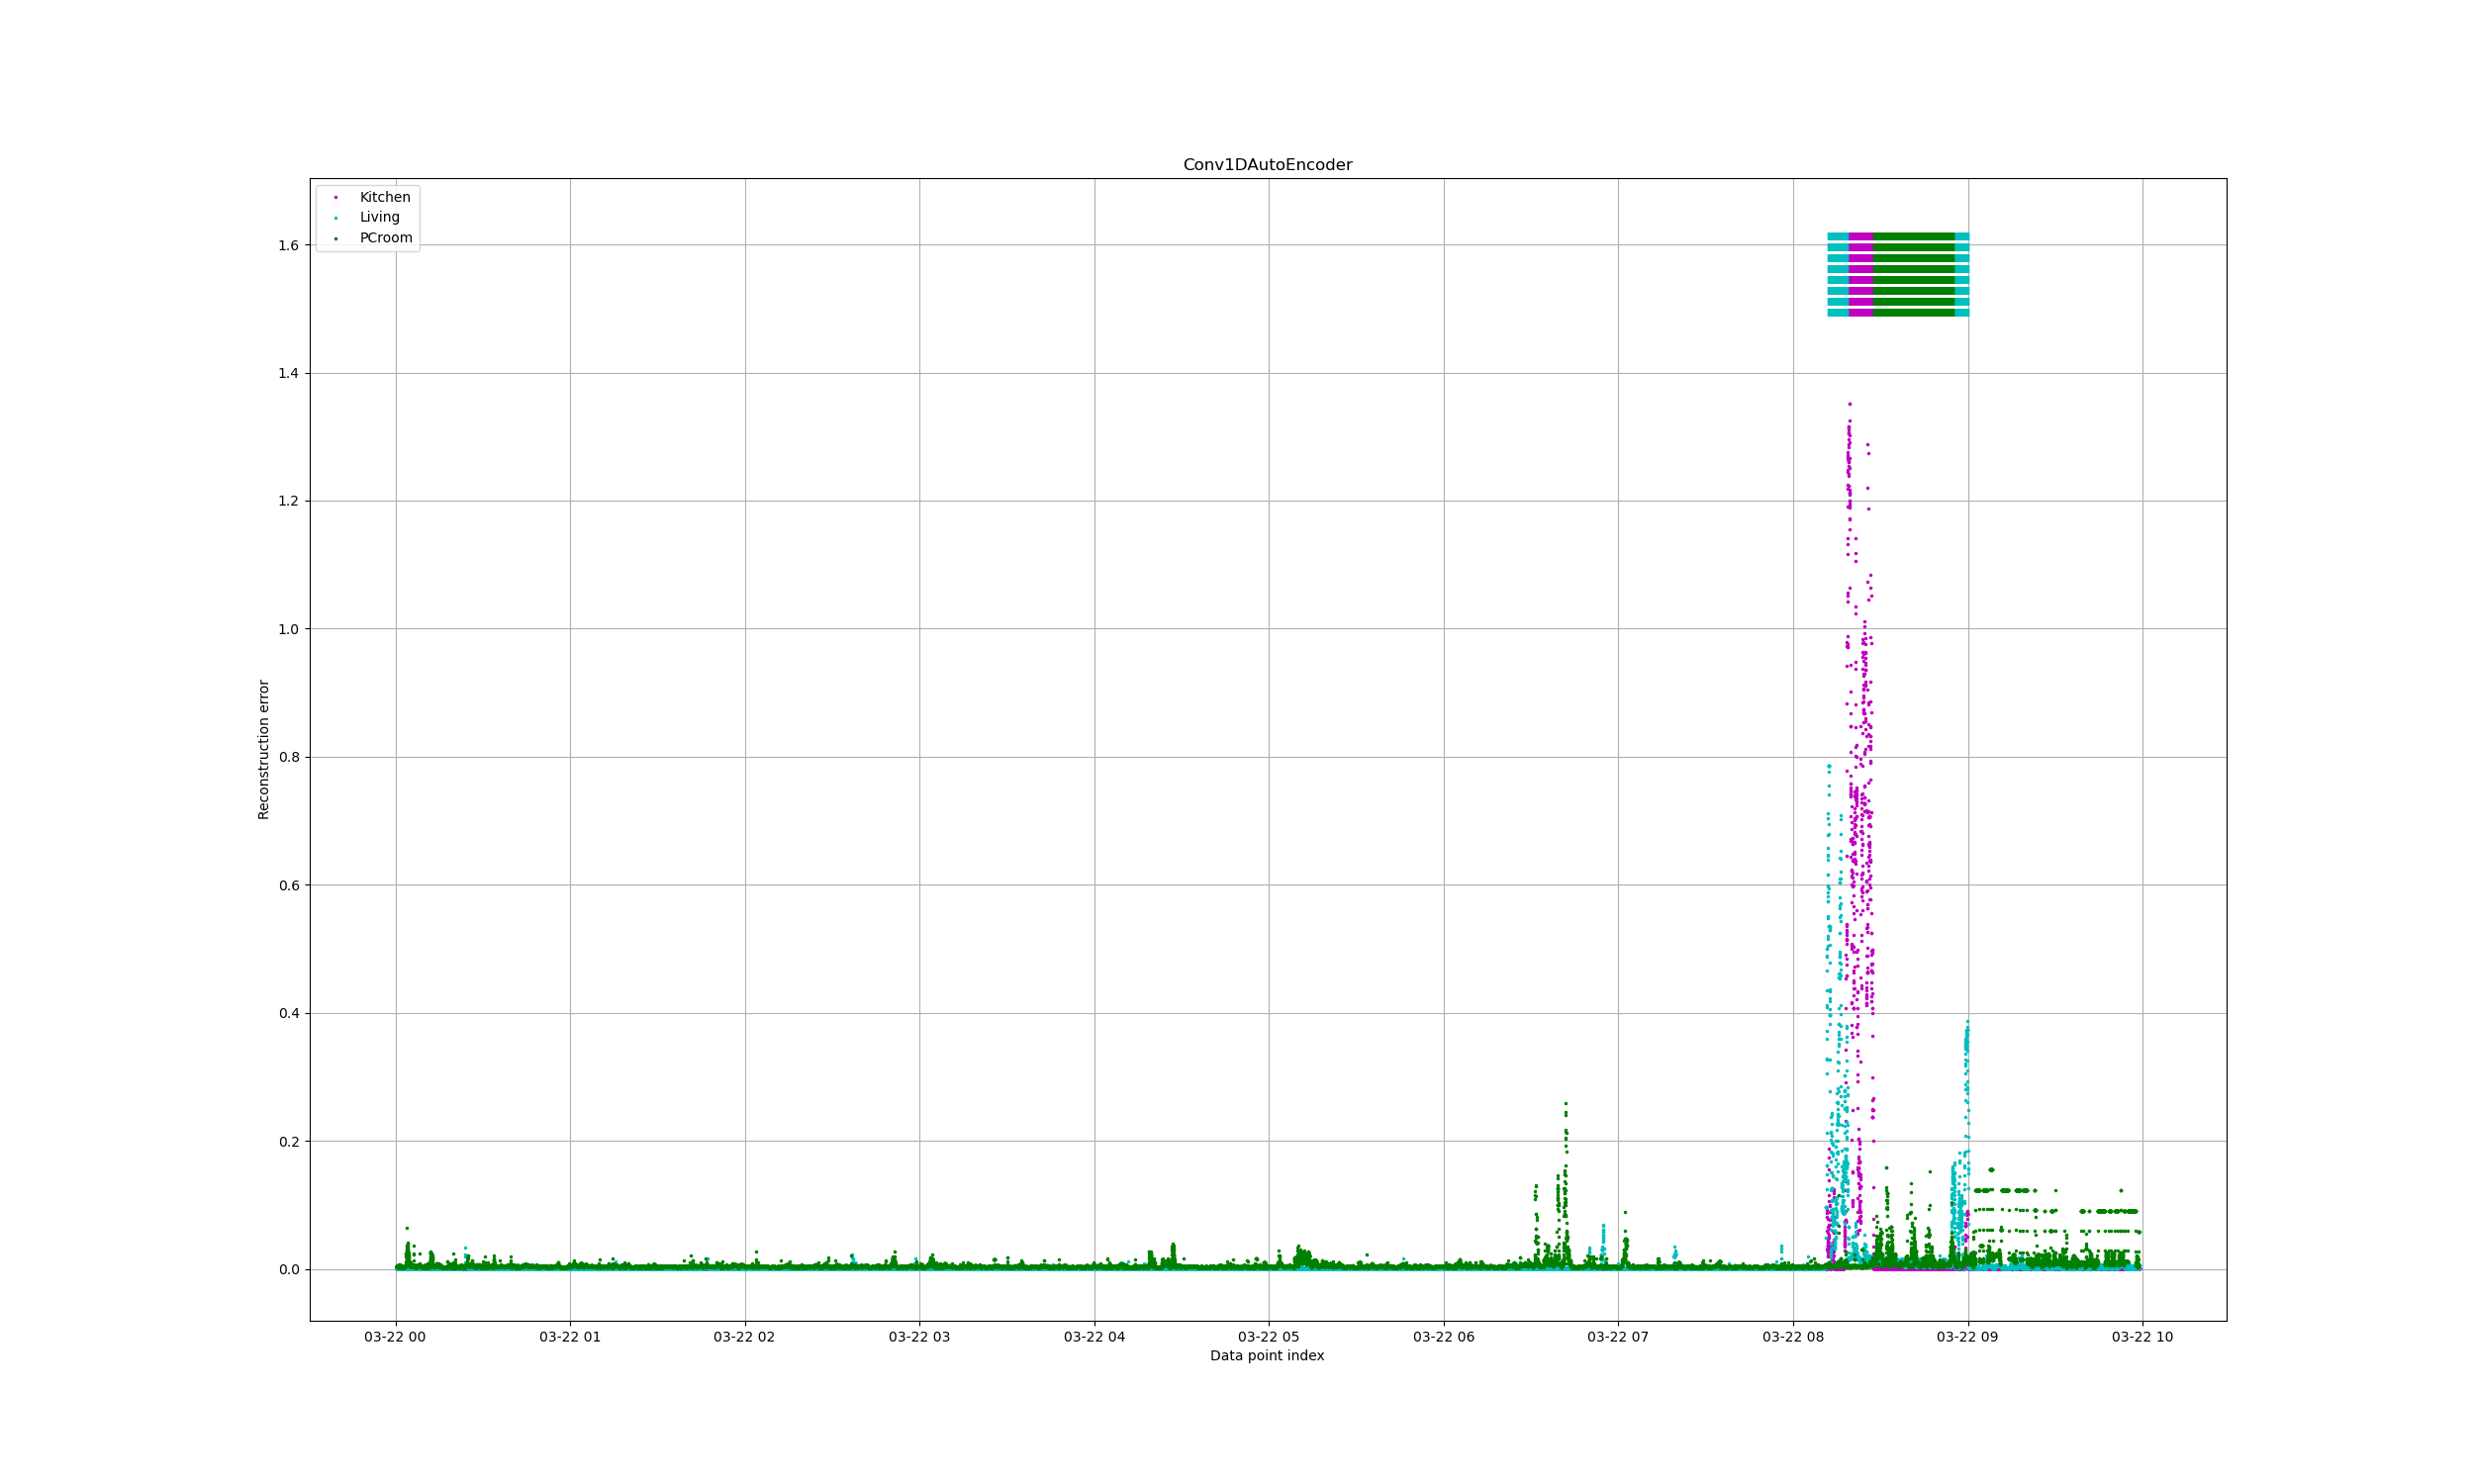 Conv1DAutoEncoder
Kitchen
Living
PCroom
1.6
1.4
1.2
1.0
0.8
0.6
0.4
0.2
0.0
Reconstruction error
03-22 00 03-22 01 03-22 02 03-22 03 03-22 04 03-22 05 03-22 06 03-22 07 03-22 08 03-22 09 03-22 10
Data point index